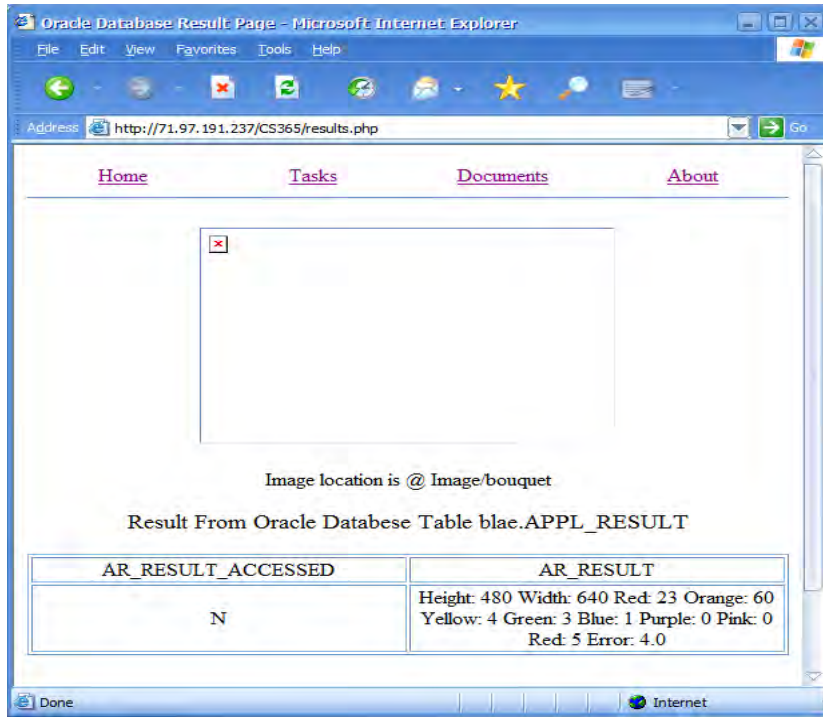 Oracle Database Result Page - Microsoft Internet Explorer
File Edit View Favorites Tools Help
Address http://71.97.191.237/CS365/results.php Go
Home Tasks Documents About
Image location is @ Image/bouquet
Result From Oracle Databese Table blae.APPL_RESULT
AR_RESULT_ACCESSED AR_RESULT
N
Height: 480 Width: 640 Red: 23 Orange: 60
Yellow: 4 Green: 3 Blue: 1 Purple: 0 Pink: 0
Red: 5 Error: 4.0
Done Internet